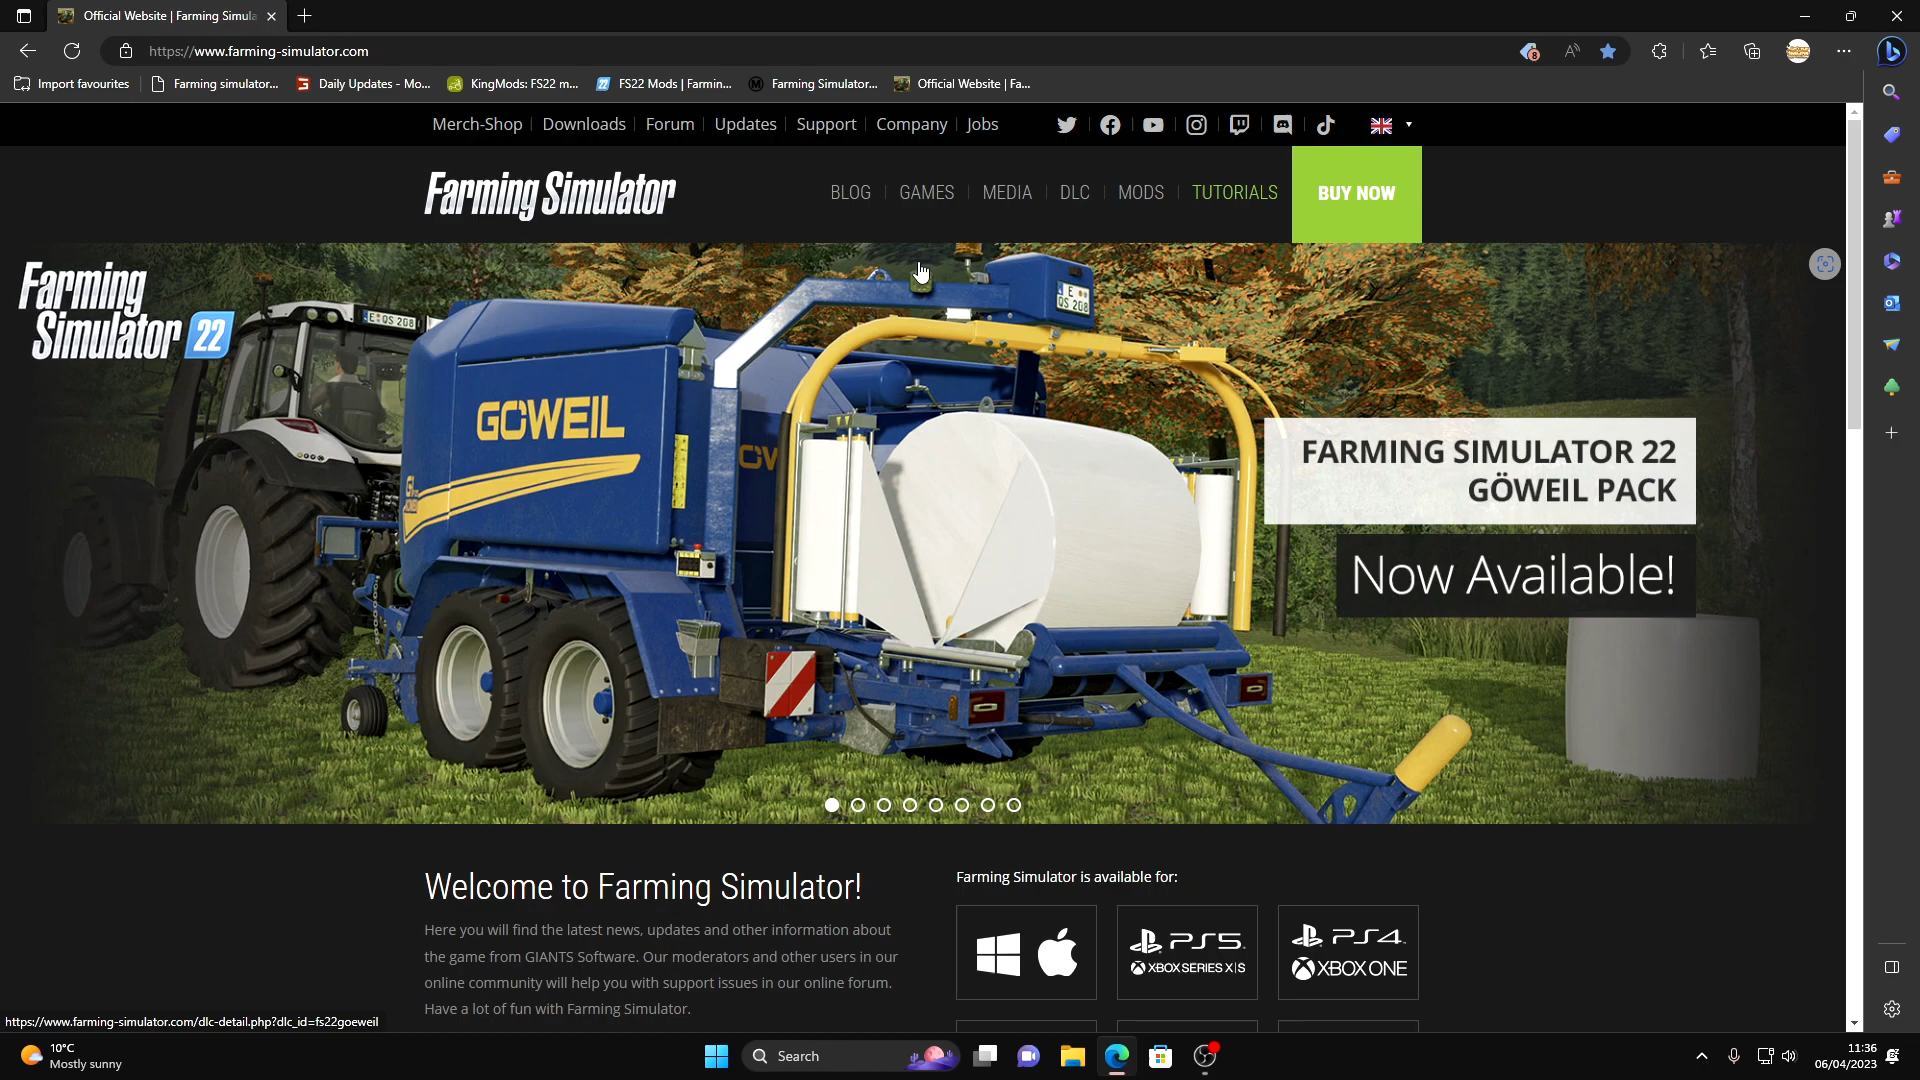 Official Website | Farming Simula
https://www.farming-simulator.com
8
Import favourites
Farming simulator...
Daily Updates - Mo...
KingMods: FS22 m...
FS22 Mods | Farmin...
Farming Simulator...
Official Website | Fa...
Merch-Shop
Downloads
Forum
Updates
Support
Company
Jobs
Farming Simulator
BLOG
GAMES
MEDIA
DLC
MODS
TUTORIALS
BUY NOW
Farming
Simulator 22
E QS 208
E QS 208
GÖWEIL
FARMING SIMULATOR 22
GÖWEIL PACK
Now Available!
Welcome to Farming Simulator!
Here you will find the latest news, updates and other information about
the game from GIANTS Software. Our moderators and other users in our
online community will help you with support issues in our online forum.
Have a lot of fun with Farming Simulator.
Farming Simulator is available for:
PS5
XBOX SERIES X|S
PS4
XBOX ONE
https://www.farming-simulator.com/dlc-detail.php?dlc_id=fs22goeweil
10°C
Mostly sunny
Search
11:36
06/04/2023